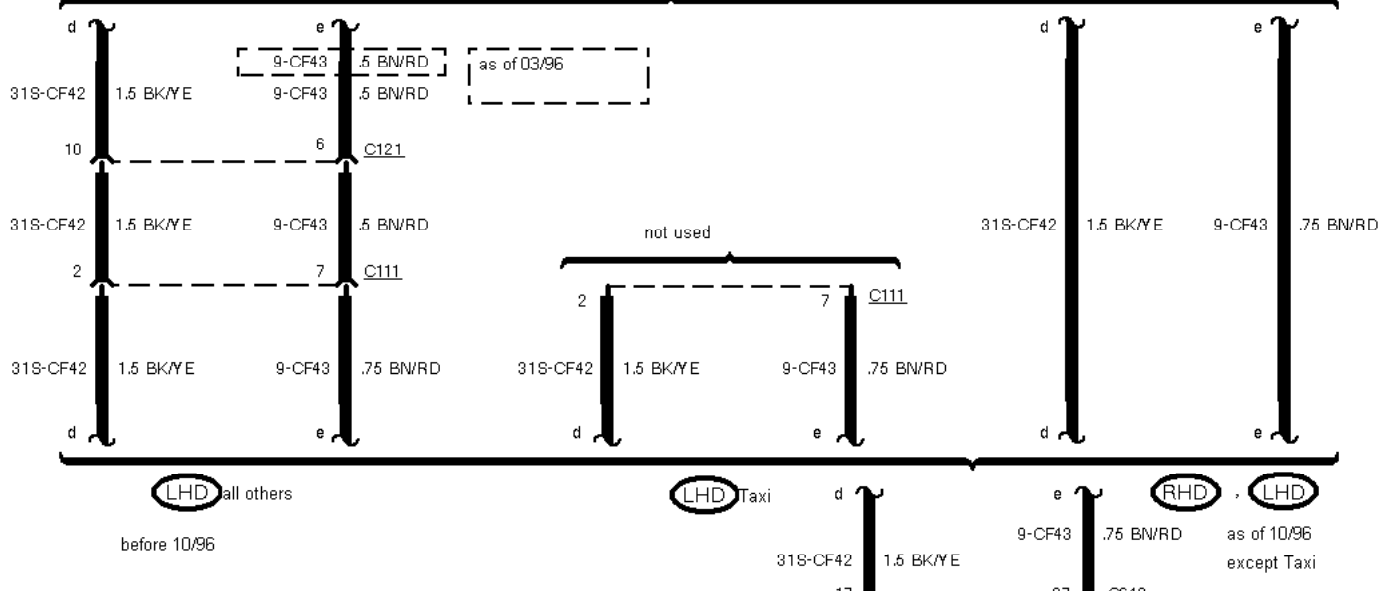 d e d e
9-CF43 .5 BN/RD as of 03/96
31S-CF42 1.5 BK/YE 9-CF43 .5 BN/RD
10 6 C121
31S-CF42 1.5 BK/YE 9-CF43 .5 BN/RD 31S-CF42 1.5 BK/YE 9-CF43 .75 BN/RD
not used
2 7 C111
2 7 C111
31S-CF42 1.5 BK/YE 9-CF43 .75 BN/RD 31S-CF42 1.5 BK/YE 9-CF43 .75 BN/RD
d e d e d e
LHD all others LHD Taxi d e RHD , LHD
before 10/96 9-CF43 .75 BN/RD as of 10/96
31S-CF42 1.5 BK/YE except Taxi